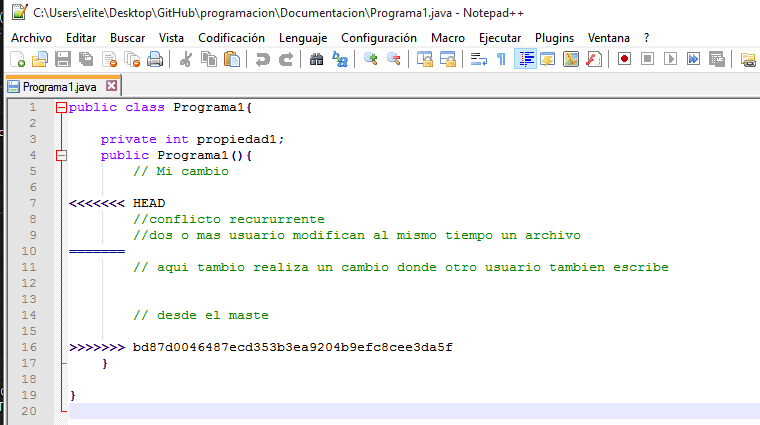 C:\Users\elite\Desktop\GitHub\programacion\Documentacion\Programa1.java - Notepad++
Archivo Editar Buscar Vista Codificación Lenguaje Configuración Macro Ejecutar Plugins Ventana ?
Programa1.java
1 public class Programa1{
2
3 private int propiedad1;
4 public Programa1(){
5 // Mi cambio
6
7 <<<<<<< HEAD
8 //conflicto recururrente
9 //dos o mas usuario modifican al mismo tiempo un archivo
10 =======
11 // aqui tambio realiza un cambio donde otro usuario tambien escribe
12
13
14 // desde el maste
15
16 >>>>>>> bd87d0046487ecd353b3ea9204b9efc8cee3da5f
17 }
18
19 }
20